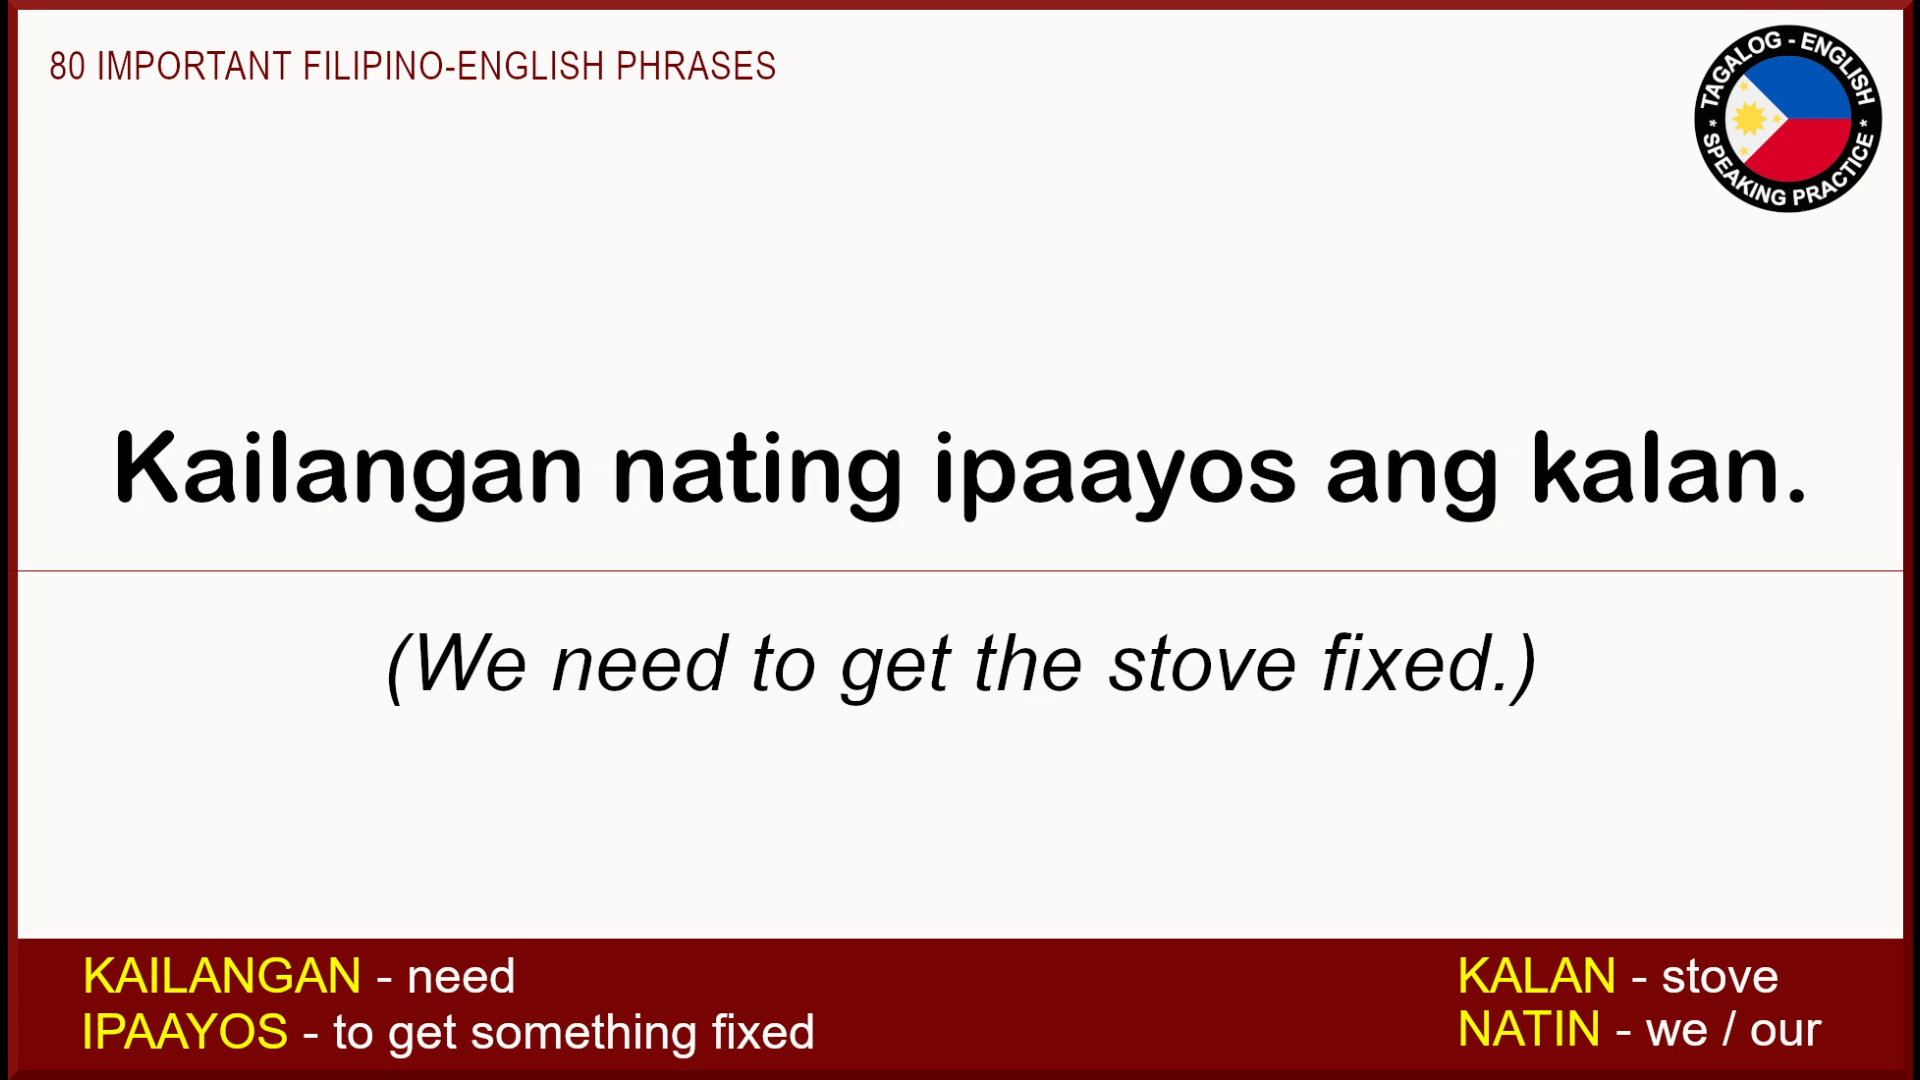 80 IMPORTANT FILIPINO-ENGLISH PHRASES
TAGALOG - ENGLISH
* SPEAKING PRACTICE *
Kailangan nating ipaayos ang kalan.
(We need to get the stove fixed.)
KAILANGAN - need
IPAAYOS - to get something fixed
KALAN - stove
NATIN - we / our